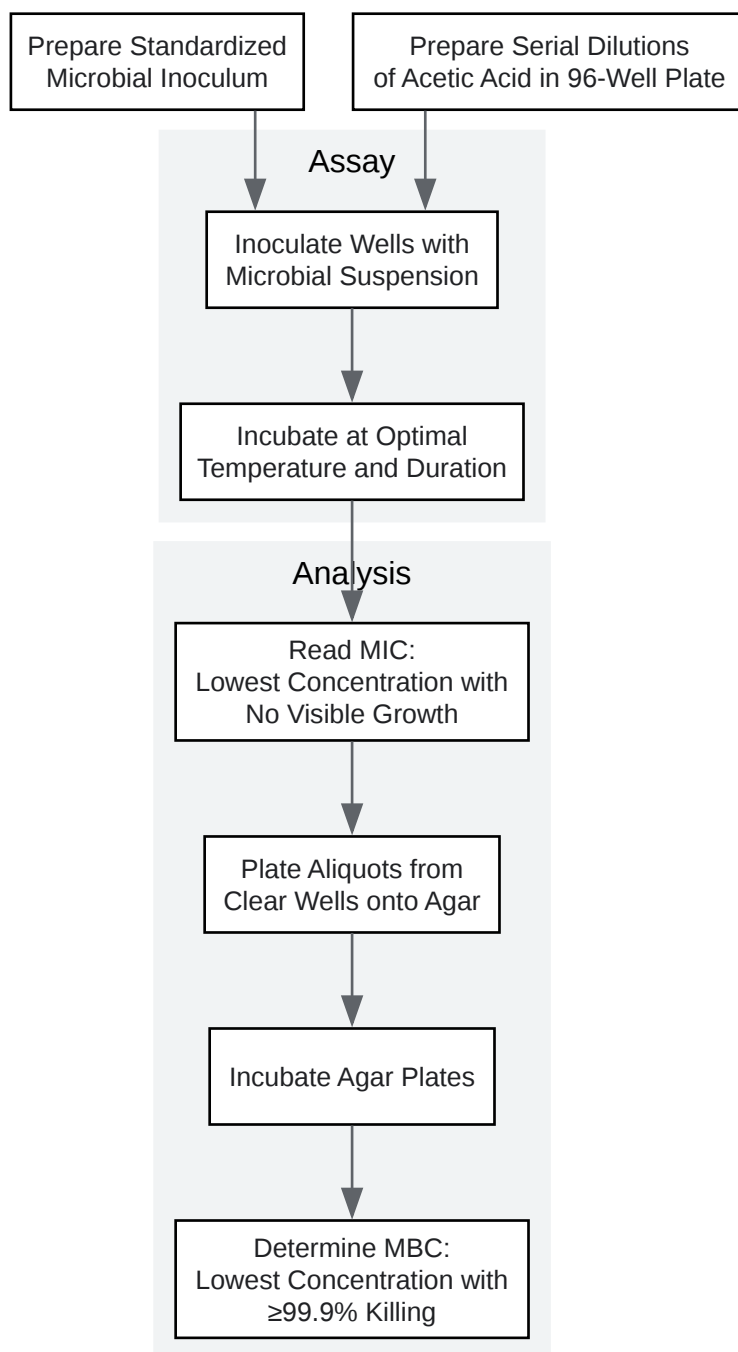 Prepare Standardized
Microbial Inoculum
Prepare Serial Dilutions
of Acetic Acid in 96-Well Plate
Assay
Inoculate Wells with
Microbial Suspension
Incubate at Optimal
Temperature and Duration
Analysis
Read MIC:
Lowest Concentration with
No Visible Growth
Plate Aliquots from
Clear Wells onto Agar
Incubate Agar Plates
Determine MBC:
Lowest Concentration with
≥99.9% Killing